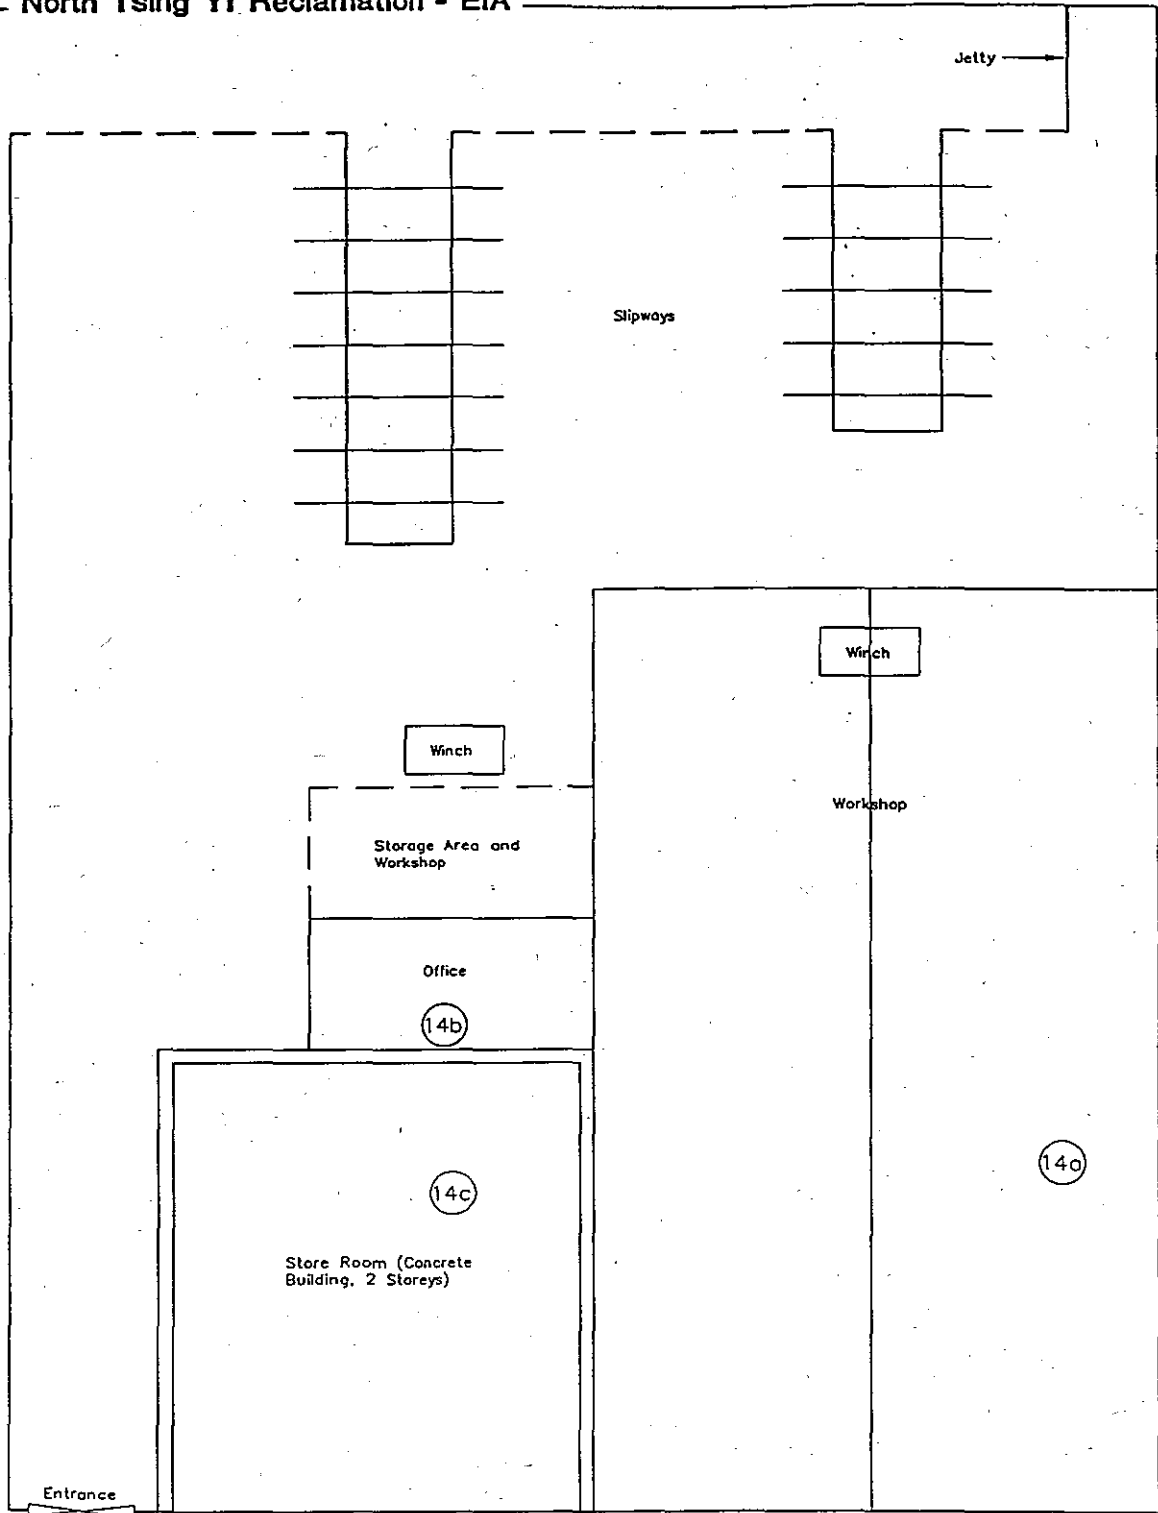 North Tsing Yi Reclamation - EIA
Jetty
Slipways
Winch
Winch
Workshop
Storage Area and
Workshop
Office
14b
14a
14c
Store Room (Concrete
Building, 2 Storeys)
Entrance